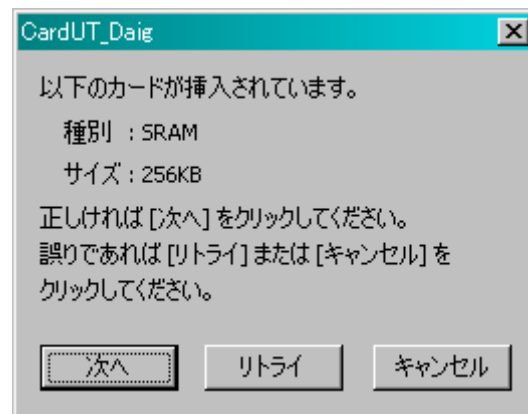 CardUT_Daig
以下のカードが挿入されています。
種別 : SRAM
サイズ : 256KB
正しければ [次へ] をクリックしてください。
誤りであれば [リトライ] または [キャンセル] を
クリックしてください。
次へ
リトライ
キャンセル